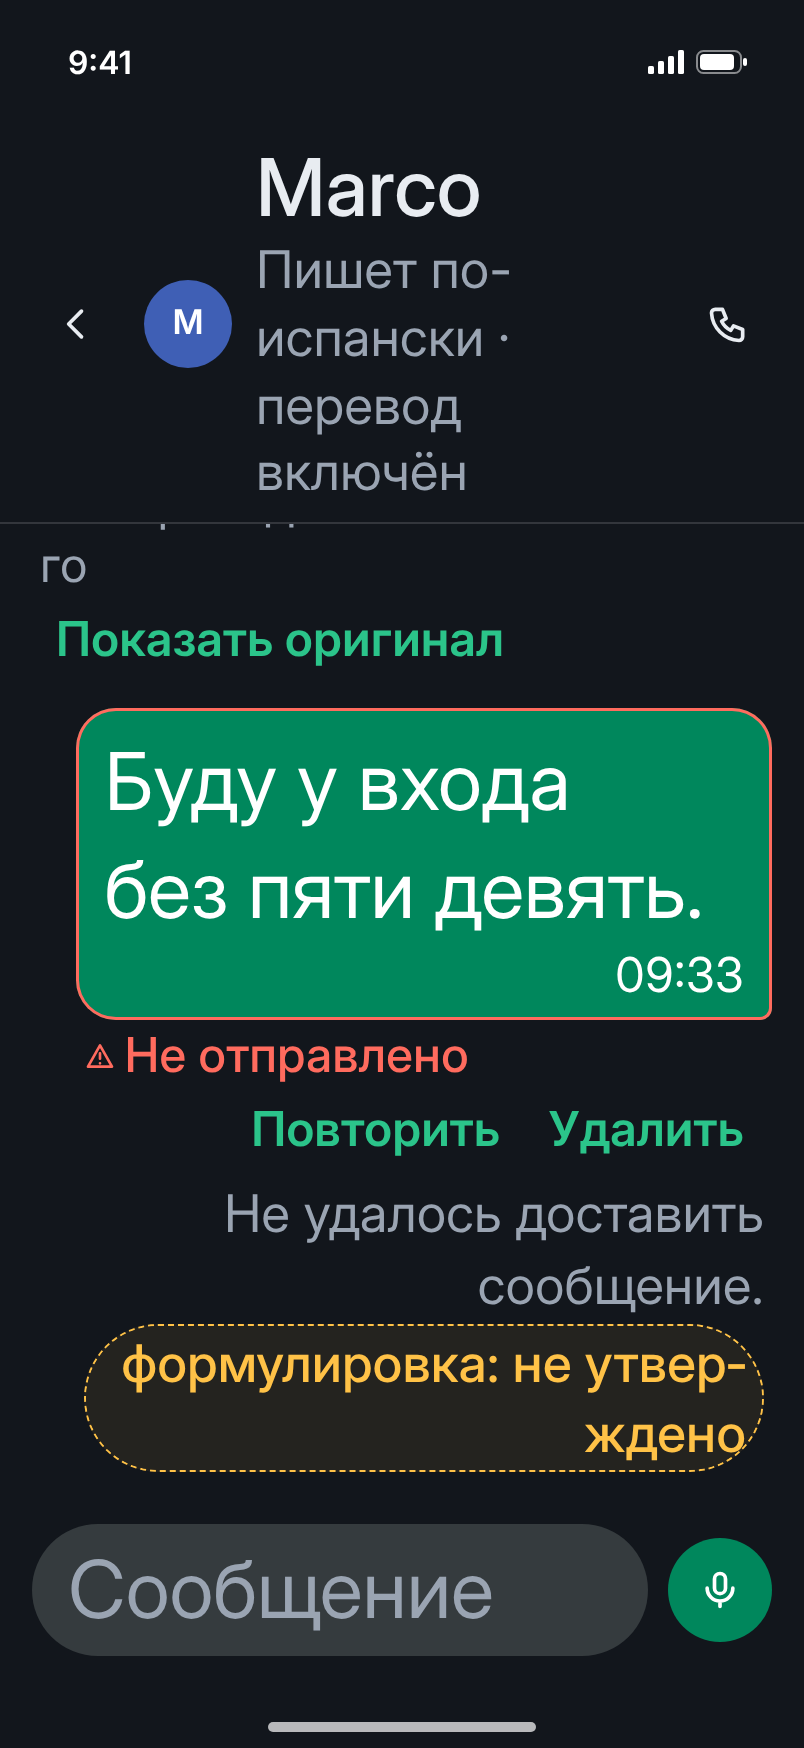 9:41
Marco
M
Пишет по-
испански ·
перевод
включён
го
Показать оригинал
Буду у входа
без пяти девять.
09:33
Не отправлено
Повторить Удалить
Не удалось доставить
сообщение.
формулировка: не утвер-
ждено
Сообщение